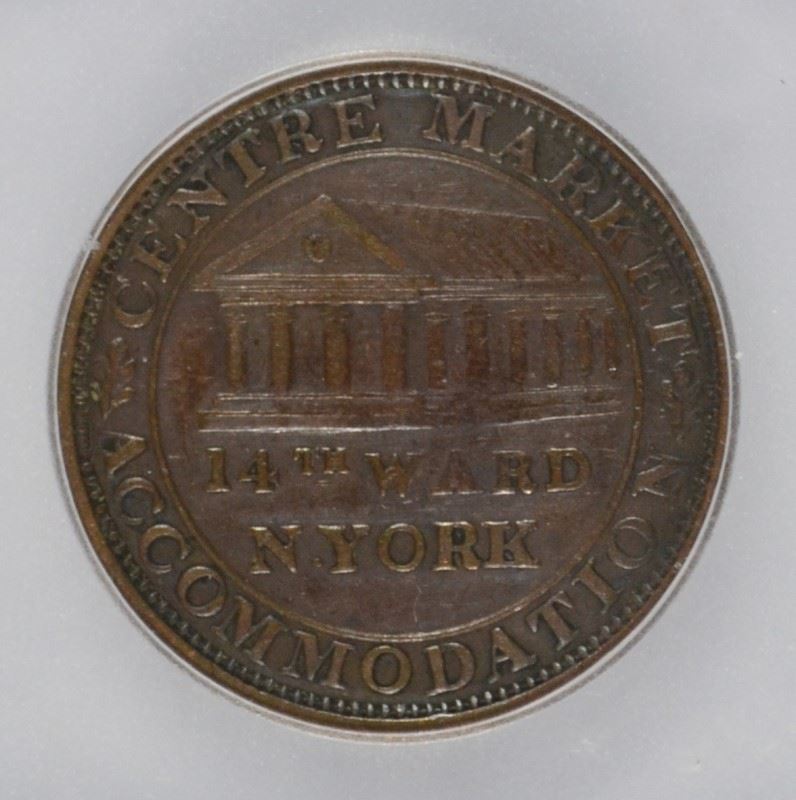 CENTRE MARKET
14TH WARD
N.YORK
ACCOMMODATION